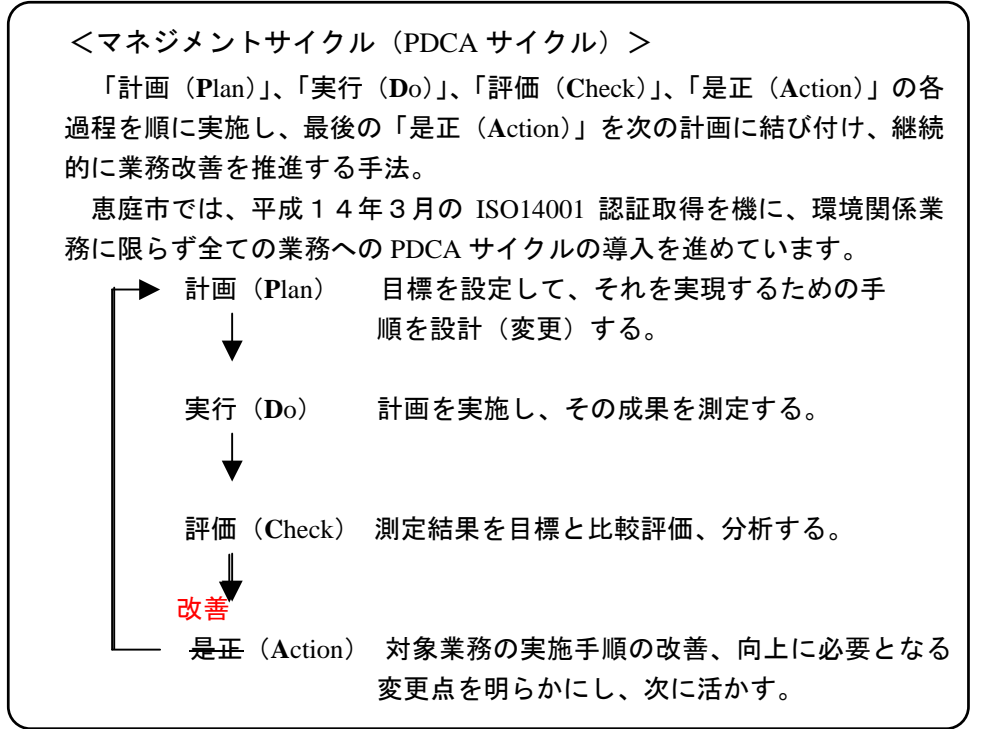 ＜マネジメントサイクル（PDCA サイクル）＞
「計画（Plan）」、「実行（Do）」、「評価（Check）」、「是正（Action）」の各
過程を順に実施し、最後の「是正（Action）」を次の計画に結び付け、継続
的に業務改善を推進する手法。
恵庭市では、平成１４年３月の ISO14001 認証取得を機に、環境関係業
務に限らず全ての業務への PDCA サイクルの導入を進めています。
計画（Plan） 目標を設定して、それを実現するための手
順を設計（変更）する。
実行（Do） 計画を実施し、その成果を測定する。
評価（Check） 測定結果を目標と比較評価、分析する。
改善
是正（Action） 対象業務の実施手順の改善、向上に必要となる
変更点を明らかにし、次に活かす。